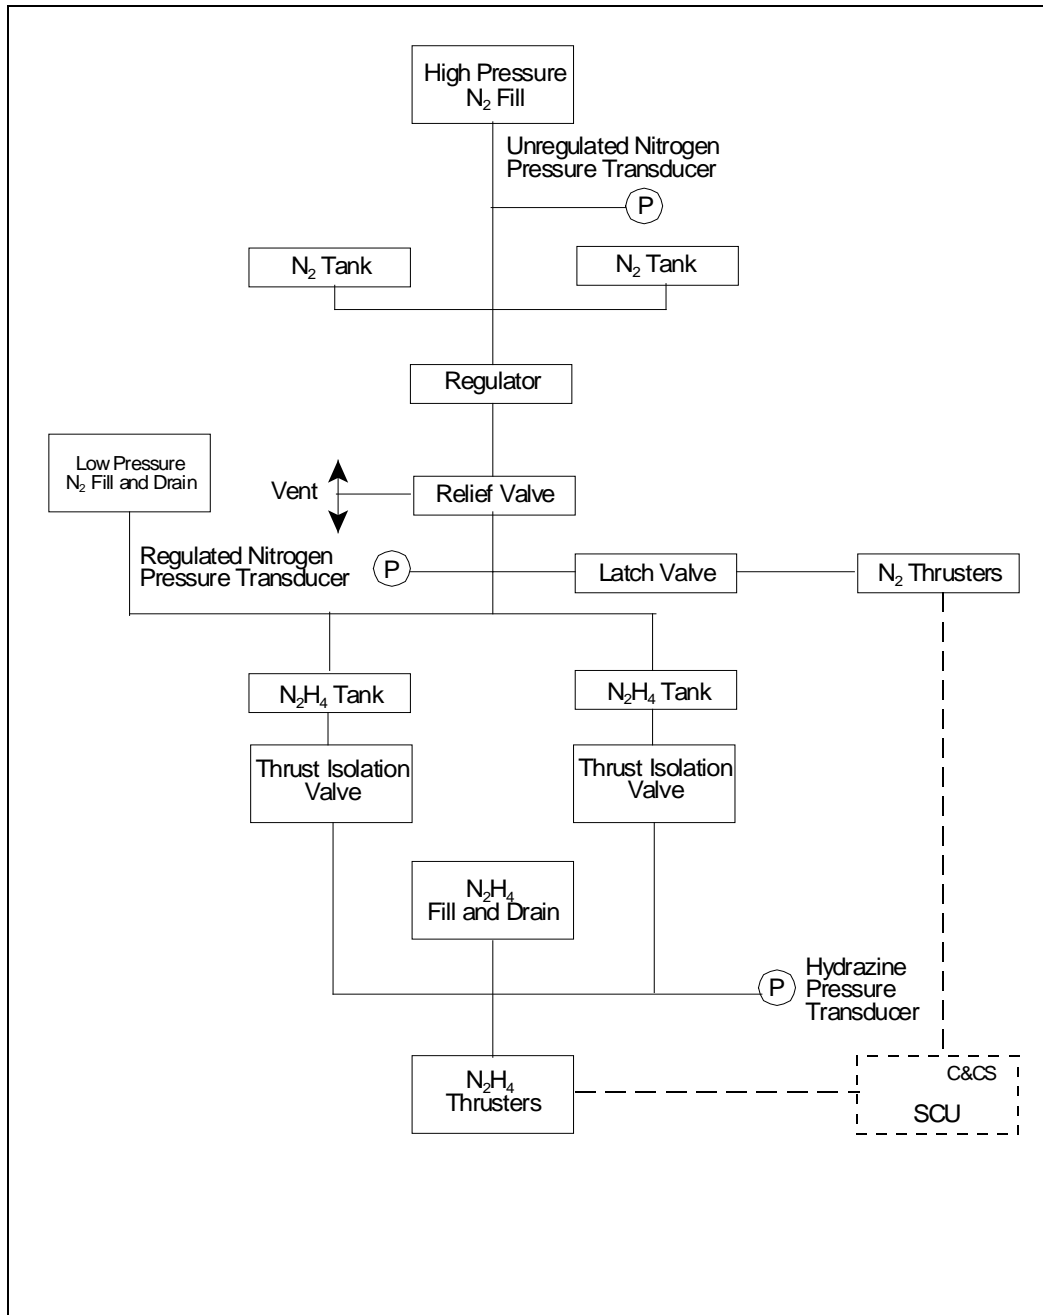 High Pressure
N₂ Fill
Unregulated Nitrogen
Pressure Transducer
P
N₂ Tank
N₂ Tank
Regulator
Low Pressure
N₂ Fill and Drain
Vent
Relief Valve
Regulated Nitrogen
Pressure Transducer
P
Latch Valve
N₂ Thrusters
N₂H₄ Tank
N₂H₄ Tank
Thrust Isolation
Valve
Thrust Isolation
Valve
N₂H₄
Fill and Drain
P
Hydrazine
Pressure
Transducer
N₂H₄
Thrusters
C&CS
SCU